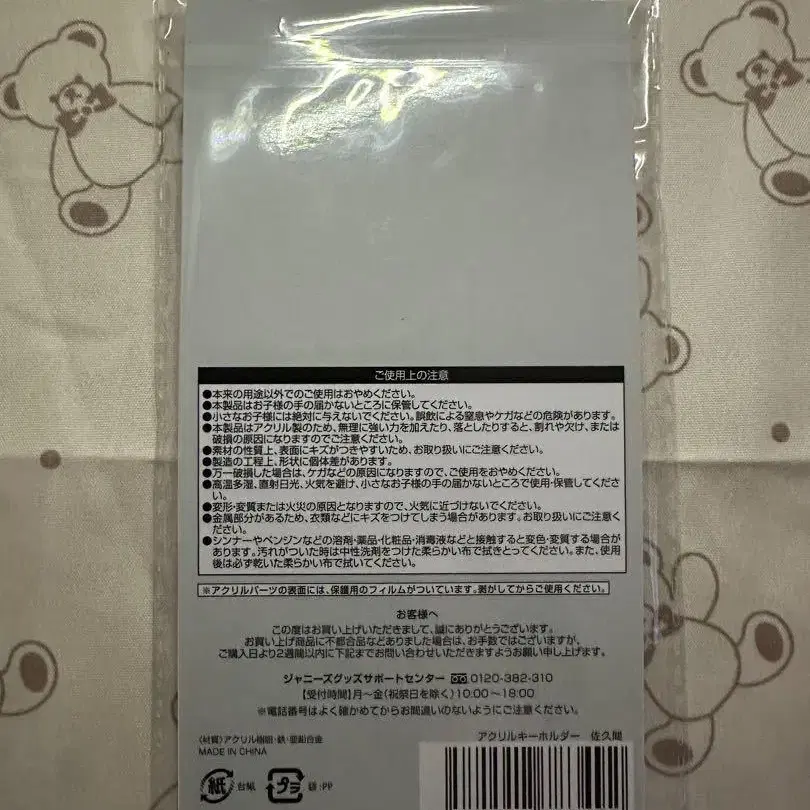 ご使用上の注意
●本来の用途以外でのご使用はおやめください。
●本製品はお子様の手の届かないところに保管してください。
●小さなお子様には絶対に与えないでください。誤飲による窒息やケガなどの危険があります。
●本製品はアクリル製のため、無理に強い力を加えたり、落としたりすると、割れや欠け、または
破損の原因になりますのでご注意ください。
●素材の性質上、表面にキズがつきやすいため、お取り扱いにご注意ください。
●製造の工程上、形状に個体差があります。
●万一破損した場合は、ケガなどの原因になりますので、ご使用をおやめください。
●高温多湿、直射日光、火気を避け、小さなお子様の手の届かないところで使用・保管してくださ
い。
●変形・変質または火災の原因となりますので、火気に近づけないでください。
●金属部分があるため、衣類などにキズをつけてしまう場合があります。お取り扱いにご注意くださ
い。
●シンナーやベンジンなどの溶剤・薬品・化粧品・消毒液などと接触すると変色・変質する場合が
あります。汚れがついた時は中性洗剤をつけた柔らかい布で拭きとってください。また、使用
後は必ず乾いた柔らかい布で拭いてください。
※アクリルパーツの表面には、保護用のフィルムがついています。剥がしてからご使用ください。
お客様へ
この度はお買い上げいただきまして、誠にありがとうございます。
お買い上げ商品に不都合品などありました場合は、お手数ではございますが、
ご購入日より2週間以内に下記までお問い合わせいただきますようお願い申し上げます。
ジャニーズグッズサポートセンター 0120-382-310
【受付時間】月～金(祝祭日を除く)10:00～18:00
※電話番号はよく確かめてからお間違いのないようにご注意ください。
〈材質〉アクリル樹脂・鉄・亜鉛合金
MADE IN CHINA
アクリルキーホルダー 佐久間
紙 台紙 プラ 袋:PP